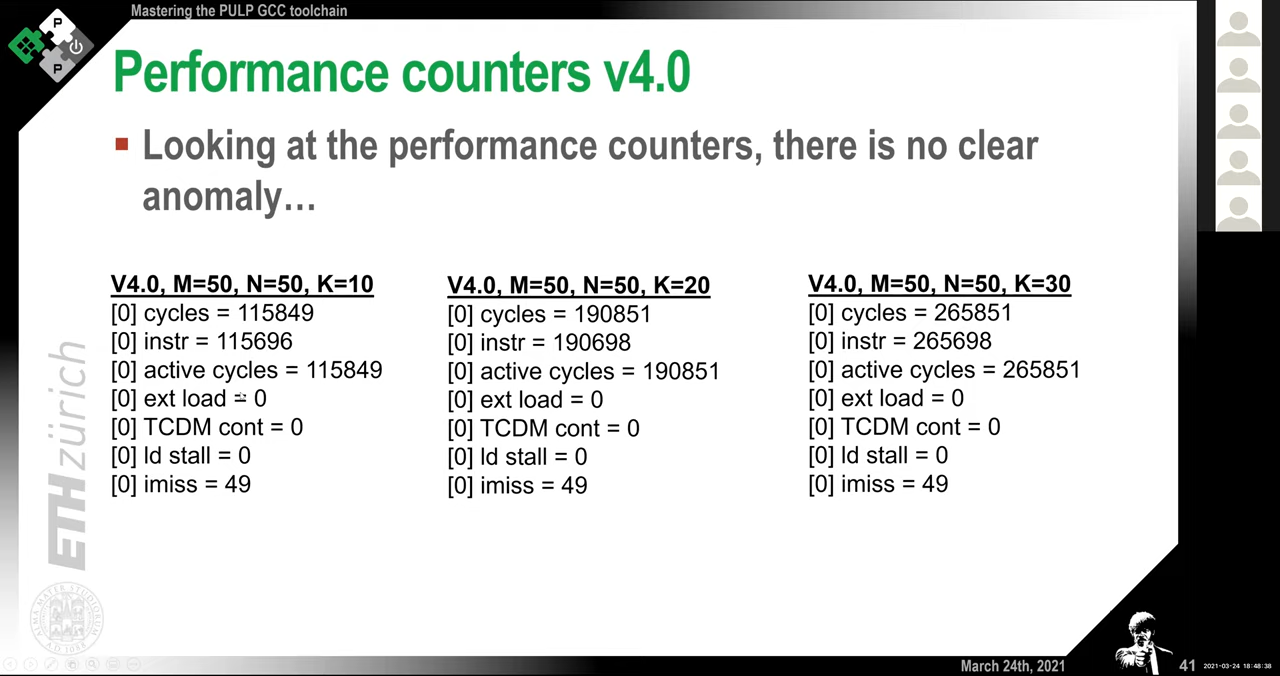 Mastering the PULP GCC toolchain
P
P
Performance counters v4.0
Looking at the performance counters, there is no clear
anomaly…
V4.0, M=50, N=50, K=10
[0] cycles = 115849
[0] instr = 115696
[0] active cycles = 115849
[0] ext load = 0
[0] TCDM cont = 0
[0] ld stall = 0
[0] imiss = 49
V4.0, M=50, N=50, K=20
[0] cycles = 190851
[0] instr = 190698
[0] active cycles = 190851
[0] ext load = 0
[0] TCDM cont = 0
[0] ld stall = 0
[0] imiss = 49
V4.0, M=50, N=50, K=30
[0] cycles = 265851
[0] instr = 265698
[0] active cycles = 265851
[0] ext load = 0
[0] TCDM cont = 0
[0] ld stall = 0
[0] imiss = 49
ETHzürich
ALMA MATER STUDIORUM
A.D. 1088
March 24th, 2021
41
2021-03-24 18:48:38